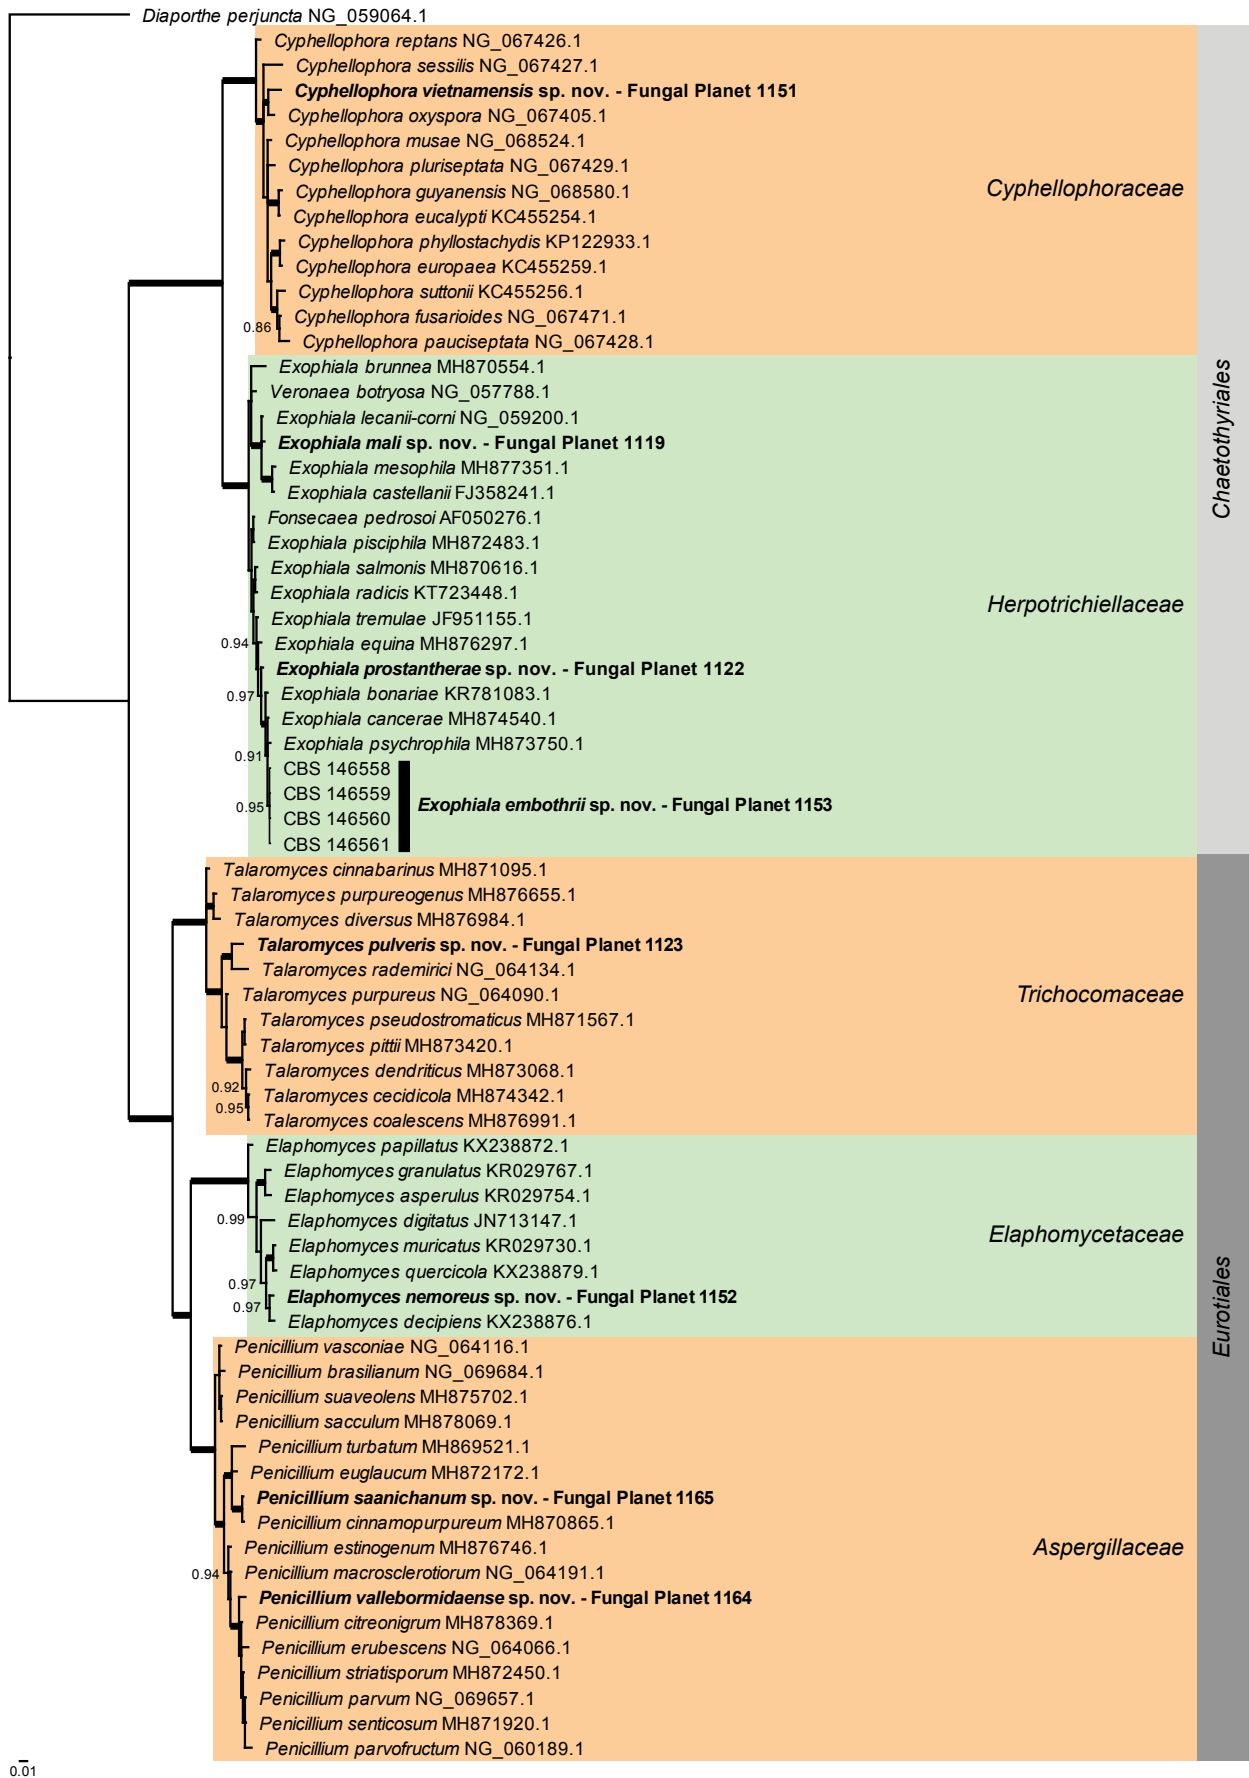 Diaporthe perjuncta NG_059064.1
Cyphellophora reptans NG_067426.1
Cyphellophora sessilis NG_067427.1
Cyphellophora vietnamensis sp. nov. - Fungal Planet 1151
Cyphellophora oxyspora NG_067405.1
Cyphellophora musae NG_068524.1
Cyphellophora pluriseptata NG_067429.1
Cyphellophora guyanensis NG_068580.1
Cyphellophora eucalypti KC455254.1
Cyphellophora phyllostachydis KP122933.1
Cyphellophora europaea KC455259.1
Cyphellophora suttonii KC455256.1
Cyphellophora fusarioides NG_067471.1
0.86
Cyphellophora pauciseptata NG_067428.1
Cyphellophoraceae
Exophiala brunnea MH870554.1
Veronaea botryosa NG_057788.1
Exophiala lecanii-corni NG_059200.1
Exophiala mali sp. nov. - Fungal Planet 1119
Exophiala mesophila MH877351.1
Exophiala castellanii FJ358241.1
Fonsecaea pedrosoi AF050276.1
Exophiala pisciphila MH872483.1
Exophiala salmonis MH870616.1
Exophiala radicis KT723448.1
Exophiala tremulae JF951155.1
0.94
Exophiala equina MH876297.1
Exophiala prostantherae sp. nov. - Fungal Planet 1122
0.97
Exophiala bonariae KR781083.1
Exophiala cancerae MH874540.1
Exophiala psychrophila MH873750.1
0.91
CBS 146558
CBS 146559
0.95
CBS 146560
CBS 146561
Exophiala embothrii sp. nov. - Fungal Planet 1153
Herpotrichiellaceae
Chaetothyriales
Talaromyces cinnabarinus MH871095.1
Talaromyces purpureogenus MH876655.1
Talaromyces diversus MH876984.1
Talaromyces pulveris sp. nov. - Fungal Planet 1123
Talaromyces rademirici NG_064134.1
Talaromyces purpureus NG_064090.1
Talaromyces pseudostromaticus MH871567.1
Talaromyces pittii MH873420.1
Talaromyces dendriticus MH873068.1
0.92
Talaromyces cecidicola MH874342.1
0.95
Talaromyces coalescens MH876991.1
Trichocomaceae
Elaphomyces papillatus KX238872.1
Elaphomyces granulatus KR029767.1
Elaphomyces asperulus KR029754.1
0.99
Elaphomyces digitatus JN713147.1
Elaphomyces muricatus KR029730.1
Elaphomyces quercicola KX238879.1
0.97
Elaphomyces nemoreus sp. nov. - Fungal Planet 1152
0.97
Elaphomyces decipiens KX238876.1
Elaphomycetaceae
Penicillium vasconiae NG_064116.1
Penicillium brasilianum NG_069684.1
Penicillium suaveolens MH875702.1
Penicillium sacculum MH878069.1
Penicillium turbatum MH869521.1
Penicillium euglaucum MH872172.1
Penicillium saanichanum sp. nov. - Fungal Planet 1165
Penicillium cinnamopurpureum MH870865.1
Penicillium estinogenum MH876746.1
0.94
Penicillium macrosclerotiorum NG_064191.1
Penicillium vallebormidaense sp. nov. - Fungal Planet 1164
Penicillium citreonigrum MH878369.1
Penicillium erubescens NG_064066.1
Penicillium striatisporum MH872450.1
Penicillium parvum NG_069657.1
Penicillium senticosum MH871920.1
Penicillium parvofructum NG_060189.1
Aspergillaceae
Eurotiales
0.01